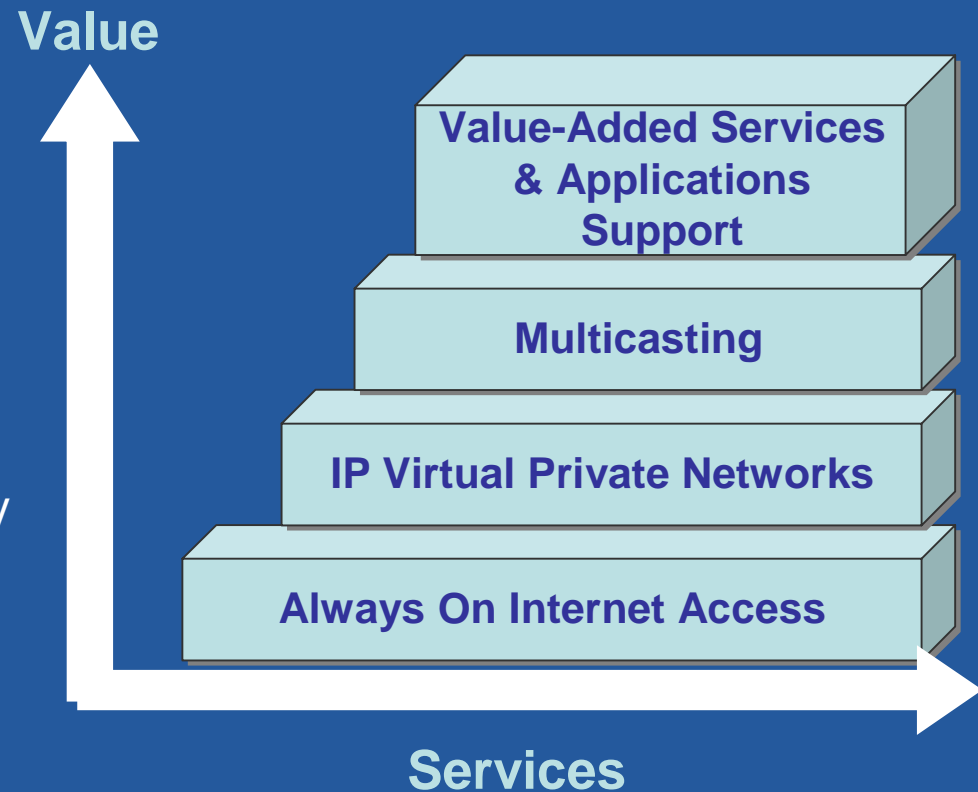 Value
Value-Added Services
& Applications
Support
Multicasting
IP Virtual Private Networks
y
Always On Internet Access
Services